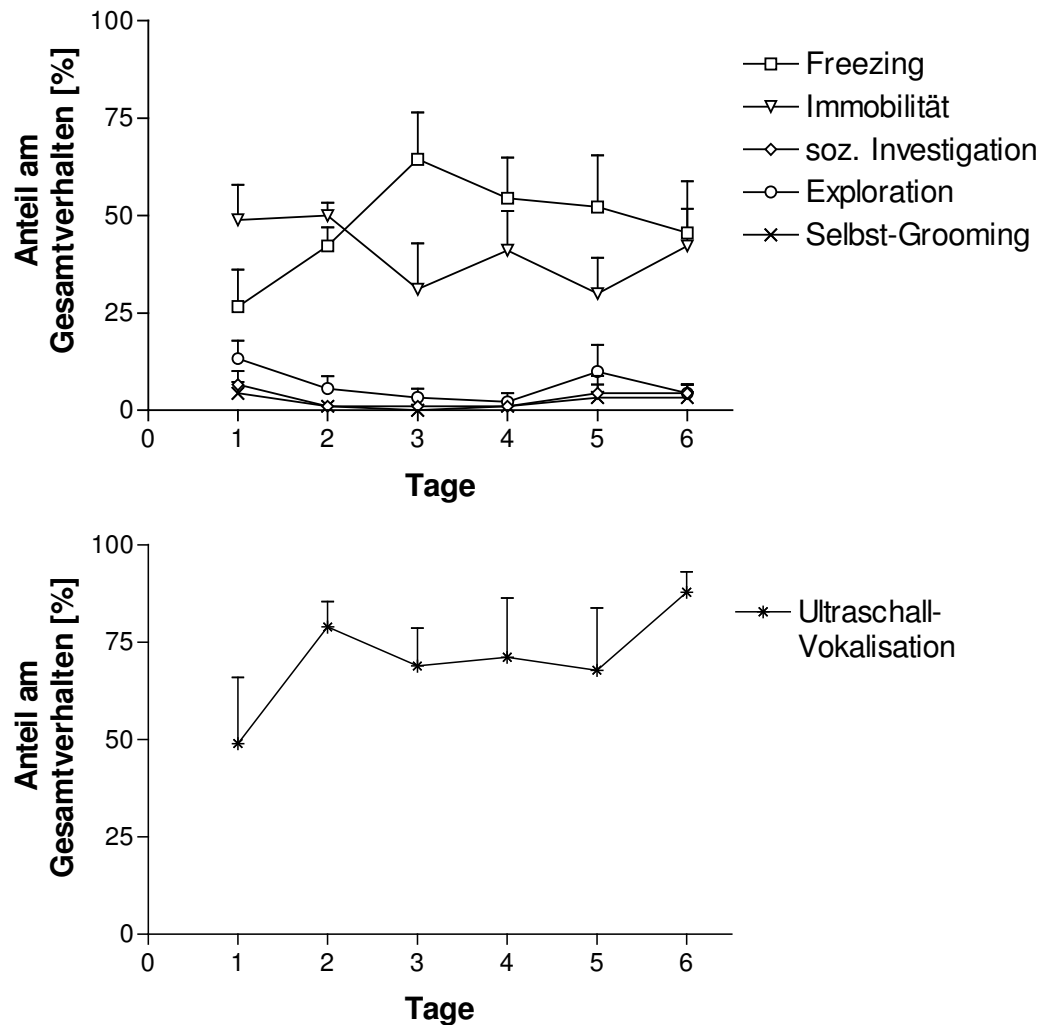 100
75
50
25
0
Anteil am
Gesamtverhalten [%]
0 1 2 3 4 5 6
Tage
Freezing
Immobilität
soz. Investigation
Exploration
Selbst-Grooming
100
75
50
25
0
Anteil am
Gesamtverhalten [%]
0 1 2 3 4 5 6
Tage
Ultraschall-
Vokalisation